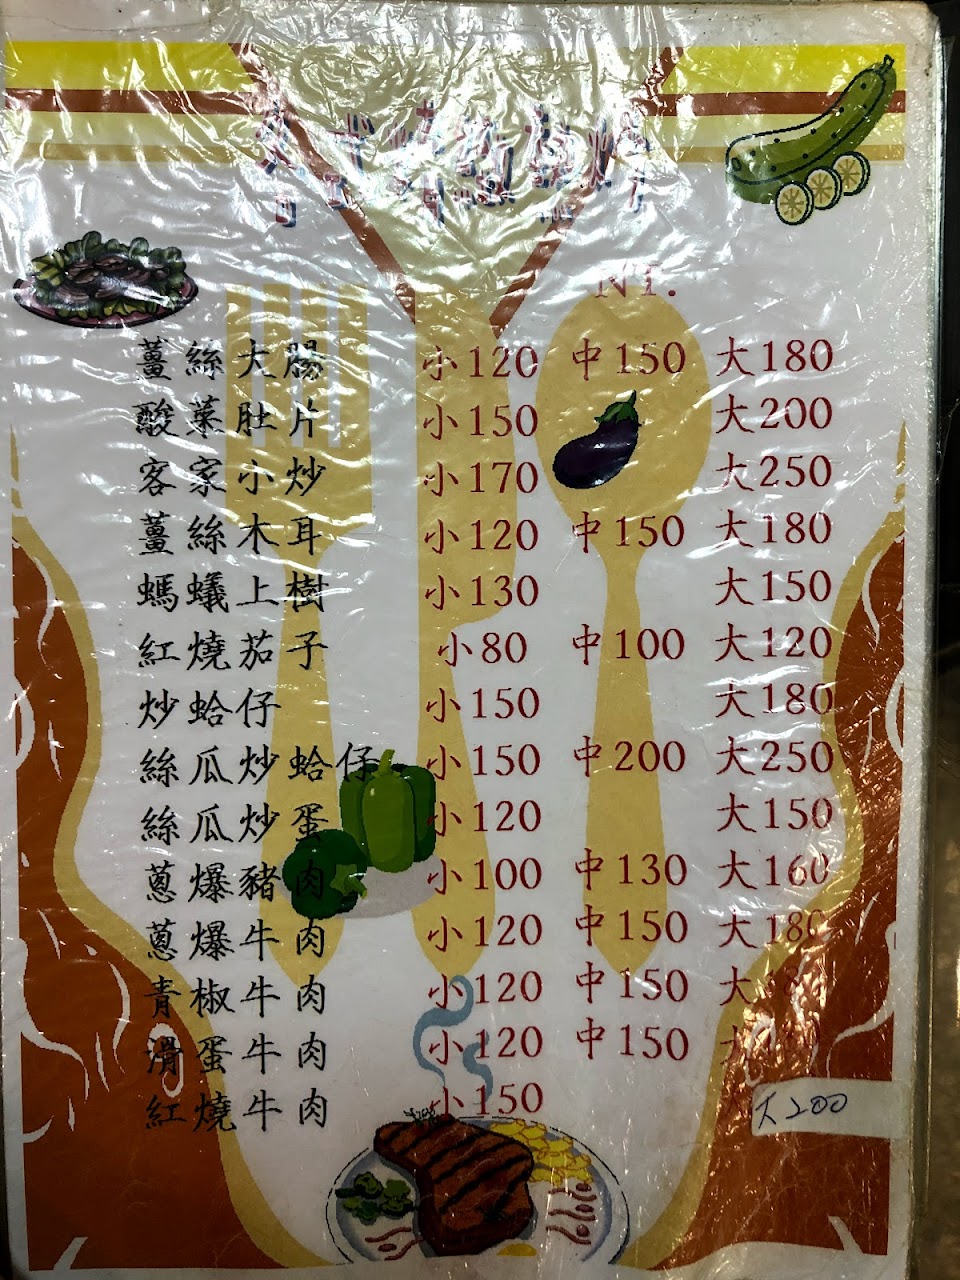 NT.
薑絲大腸 小120 中150 大180
酸菜肚片 小150 大200
客家小炒 小170 大250
薑絲木耳 小120 中150 大180
螞蟻上樹 小130 大150
紅燒茄子 小80 中100 大120
炒蛤仔 小150 大180
絲瓜炒蛤仔 小150 中200 大250
絲瓜炒蛋 小120 大150
蔥爆豬肉 小100 中130 大160
蔥爆牛肉 小120 中150 大180
青椒牛肉 小120 中150 大
滑蛋牛肉 小120 中150 大
紅燒牛肉 小150 大200